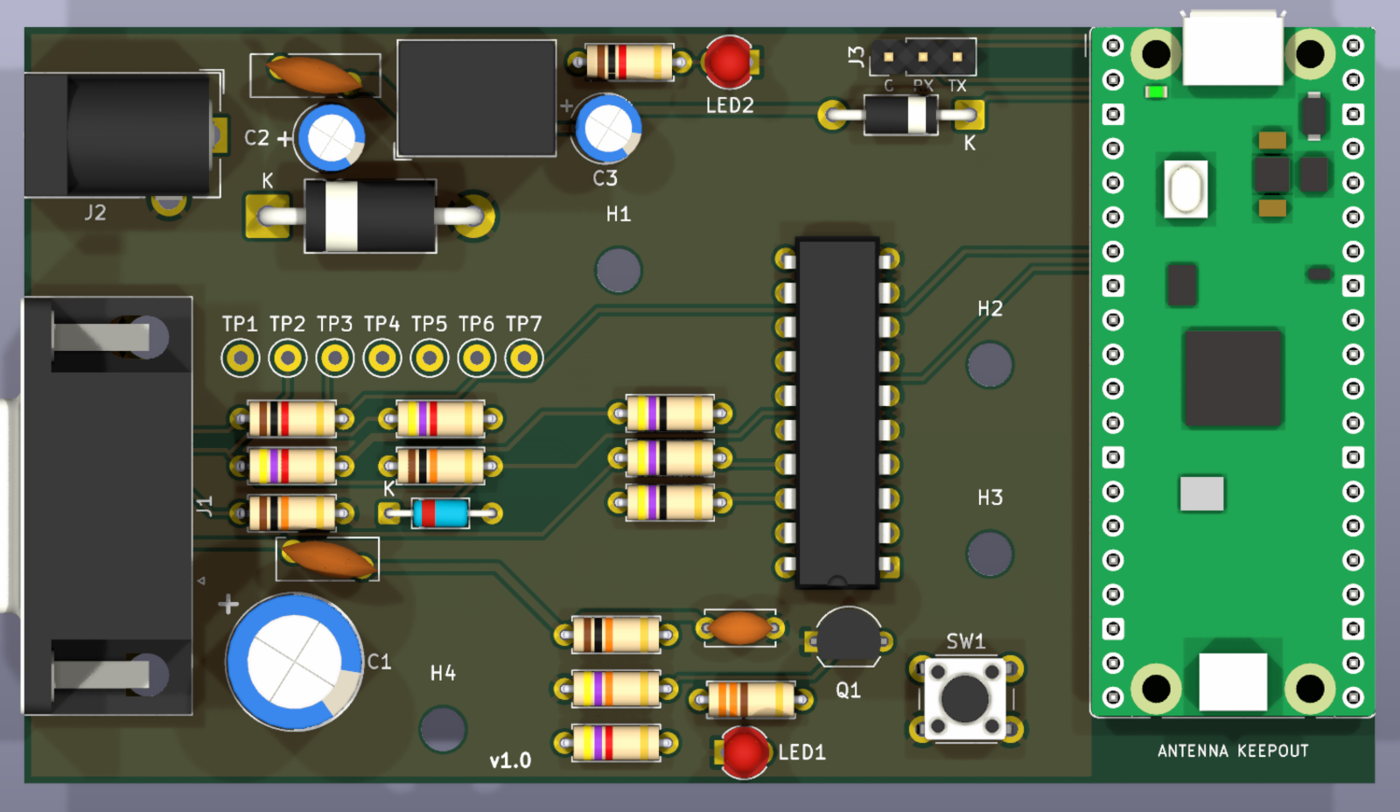 J3
LED2
G RX TX
C2
K
J2
K
C3
H1
H2
TP1 TP2 TP3 TP4 TP5 TP6 TP7
K
J1
H3
C1
H4
SW1
Q1
LED1
v1.0
ANTENNA KEEPOUT